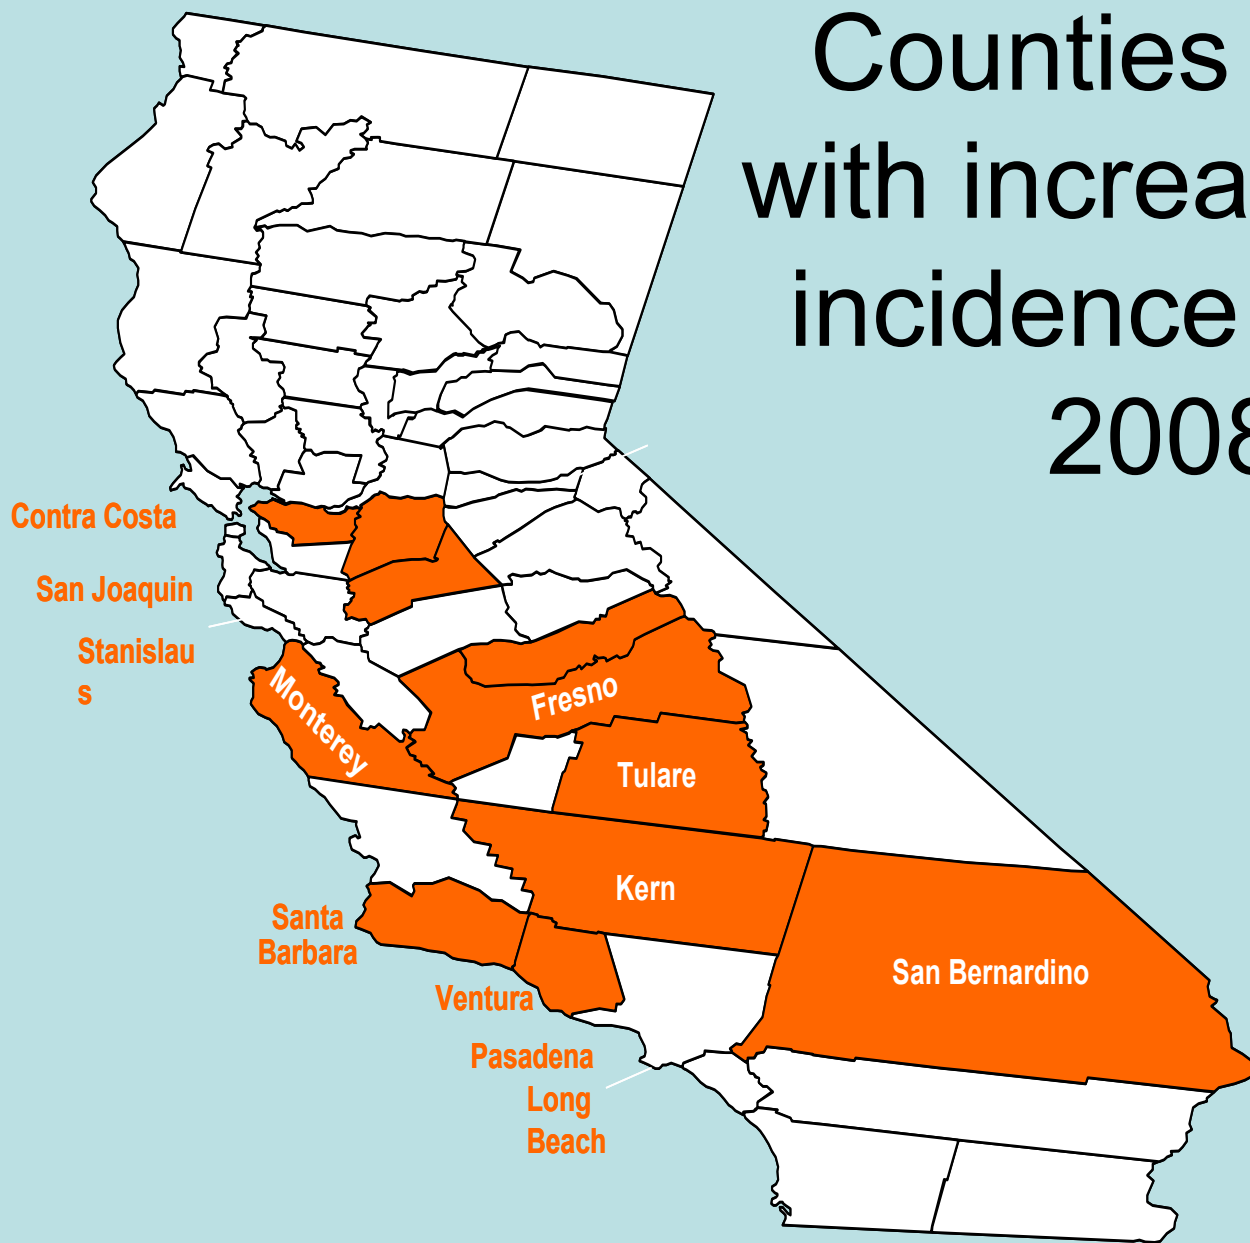 Counties
with increa
incidence
2008
Contra Costa
San Joaquin
Stanislau
s
Monterey
Fresno
Tulare
Kern
Santa
Barbara
San Bernardino
Ventura
Pasadena
Long
Beach